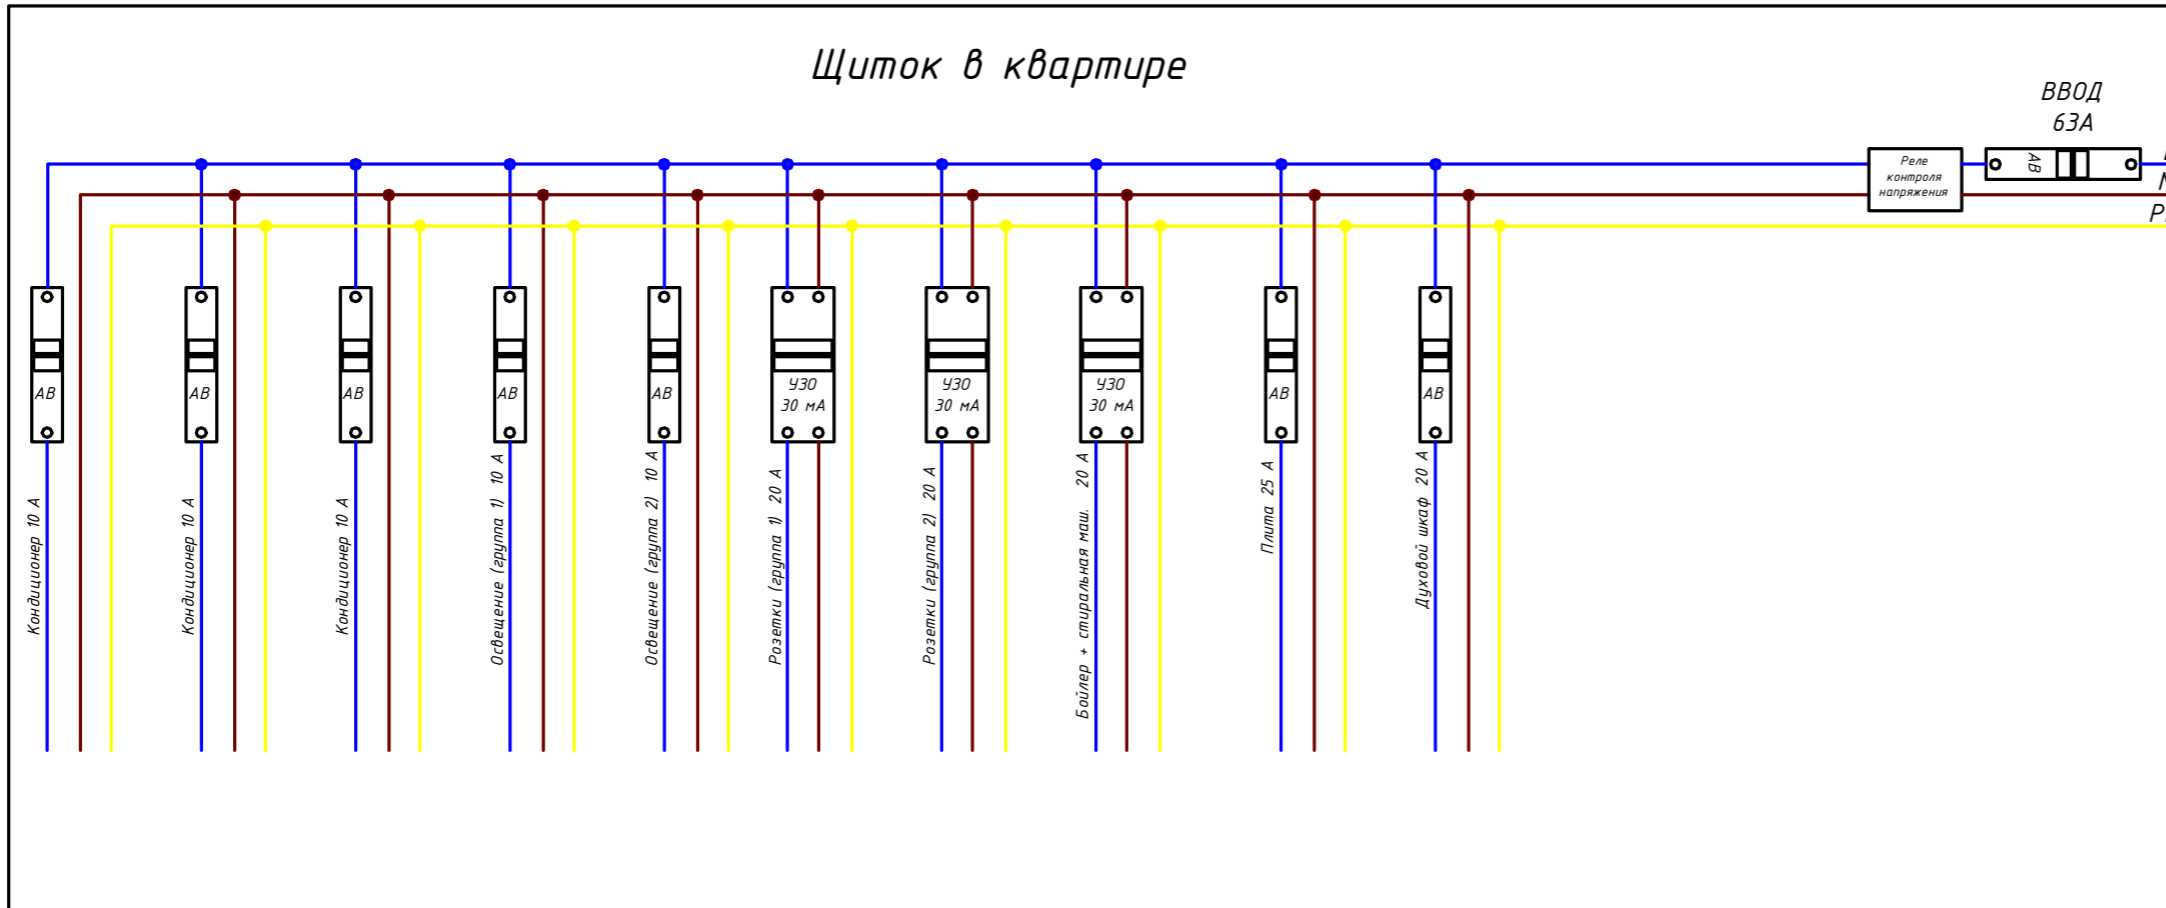 Щиток в квартире
ВВОД
63А
Реле
контроля
напряжения
АВ
АВ
АВ
АВ
АВ
АВ
УЗО
30 мА
УЗО
30 мА
УЗО
30 мА
АВ
АВ
Кондиционер 10 А
Кондиционер 10 А
Кондиционер 10 А
Освещение (группа 1) 10 А
Освещение (группа 2) 10 А
Розетки (группа 1) 20 А
Розетки (группа 2) 20 А
Бойлер + стиральная маш. 20 А
Плита 25 А
Духовой шкаф 20 А